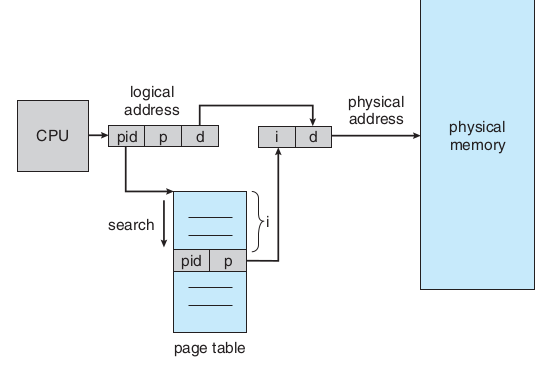 logical
address
physical
address
CPU
pid p d
i d
physical
memory
search
i
pid p
page table